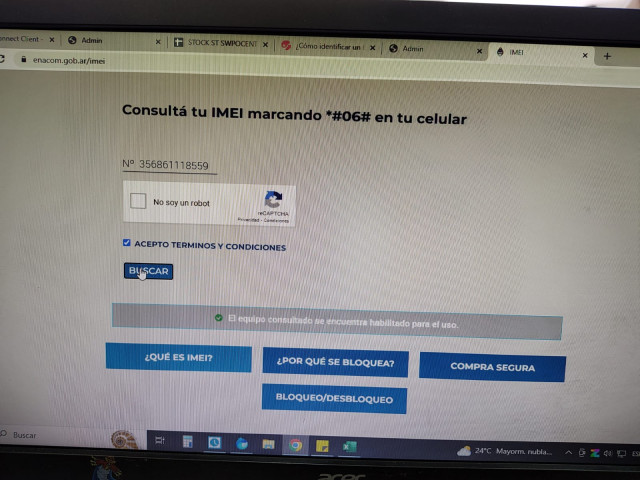 Admin
STOCK ST SWPOCENT
¿Cómo identificar un
Admin
IMEI
enacom.gob.ar/imei
Consultá tu IMEI marcando *#06# en tu celular
Nº 356861118559
No soy un robot
reCAPTCHA
Privacidad - Condiciones
ACEPTO TERMINOS Y CONDICIONES
BUSCAR
El equipo consultado se encuentra habilitado para el uso.
¿QUÉ ES IMEI?
¿POR QUÉ SE BLOQUEA?
COMPRA SEGURA
BLOQUEO/DESBLOQUEO
Buscar
24°C Mayorm. nubla...
acer